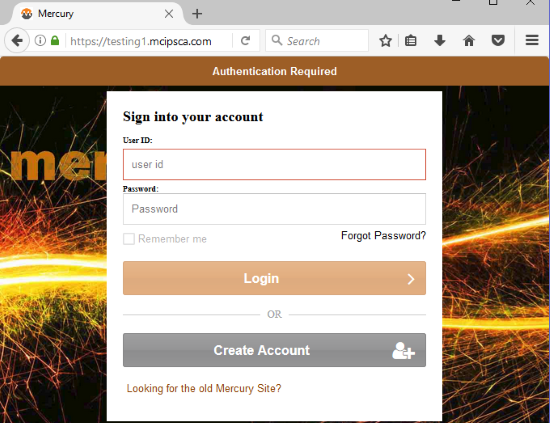 Mercury
https://testing1.mcipsca.com
Search
Authentication Required
mer
Sign into your account
User ID:
user id
Password:
Password
Remember me
Forgot Password?
Login
OR
Create Account
Looking for the old Mercury Site?